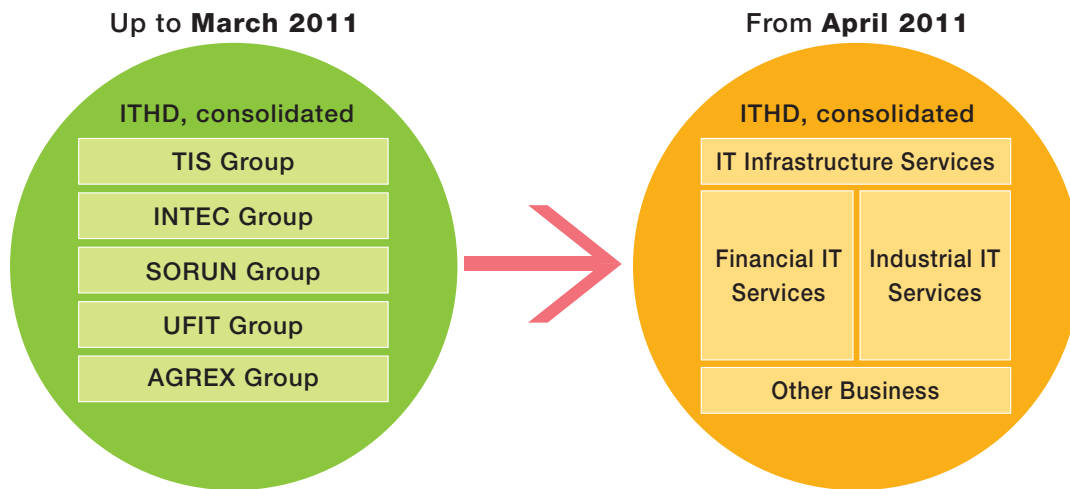 Up to March 2011
ITHD, consolidated
TIS Group
INTEC Group
SORUN Group
UFIT Group
AGREX Group
From April 2011
ITHD, consolidated
IT Infrastructure Services
Financial IT
Services
Industrial IT
Services
Other Business